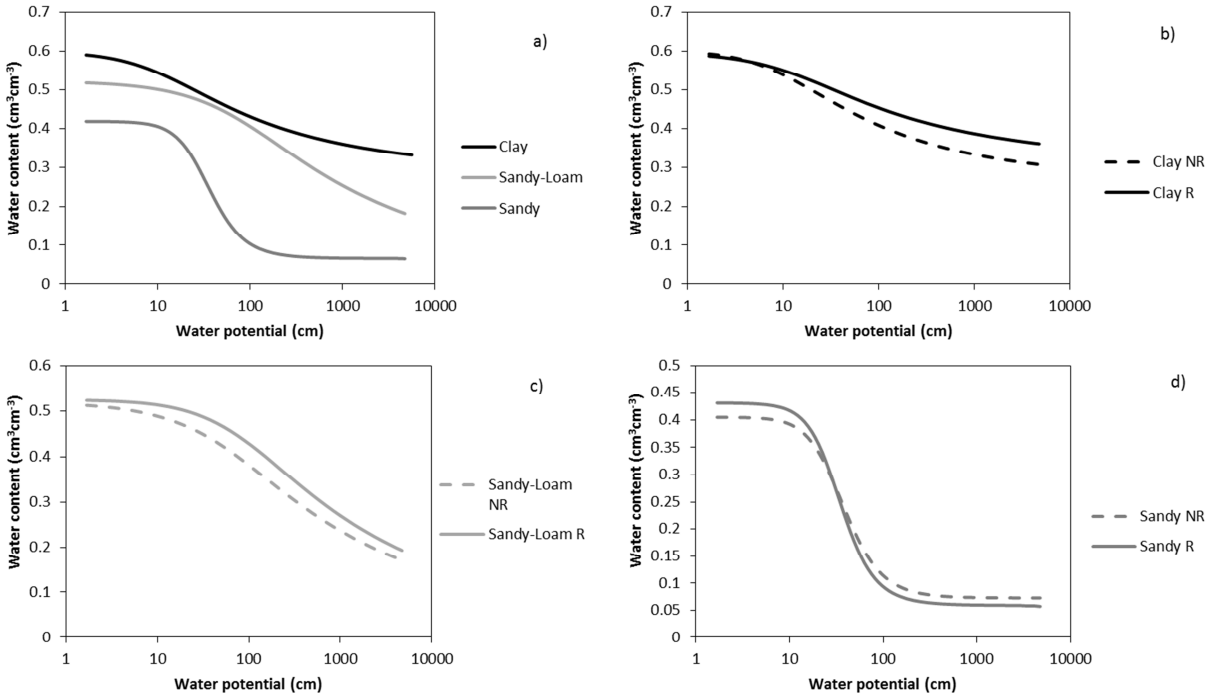 a)
0.7
0.6
0.5
0.4
0.3
0.2
0.1
0
Water content (cm³cm⁻³)
1 10 100 1000 10000
Water potential (cm)
Clay
Sandy-Loam
Sandy
b)
0.7
0.6
0.5
0.4
0.3
0.2
0.1
0
Water content (cm³cm⁻³)
1 10 100 1000 10000
Water potential (cm)
Clay NR
Clay R
c)
0.6
0.5
0.4
0.3
0.2
0.1
0
Water content (cm³cm⁻³)
1 10 100 1000 10000
Water potential (cm)
Sandy-Loam
NR
Sandy-Loam R
d)
0.5
0.45
0.4
0.35
0.3
0.25
0.2
0.15
0.1
0.05
0
Water content (cm³cm⁻³)
1 10 100 1000 10000
Water potential (cm)
Sandy NR
Sandy R